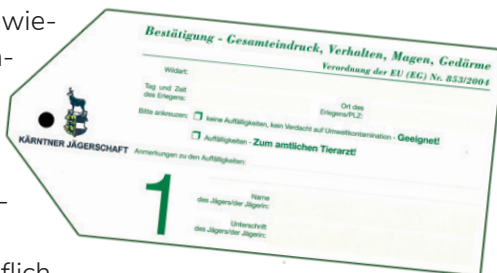 wie-
n-
-
flich
Bestätigung - Gesamteindruck, Verhalten, Magen, Gedärme
Verordnung der EU (EG) Nr. 853/2004
Wildart:
Tag und Zeit
des Erlegens:
Ort des
Erlegens/PLZ:
Bitte ankreuzen:
keine Auffälligkeiten, kein Verdacht auf Umweltkontamination - Geeignet!
Auffälligkeiten - Zum amtlichen Tierarzt!
KÄRNTNER JÄGERSCHAFT
Anmerkungen zu den Auffälligkeiten:
1
Name
des Jägers/der Jägerin:
Unterschrift
des Jägers/der Jägerin: